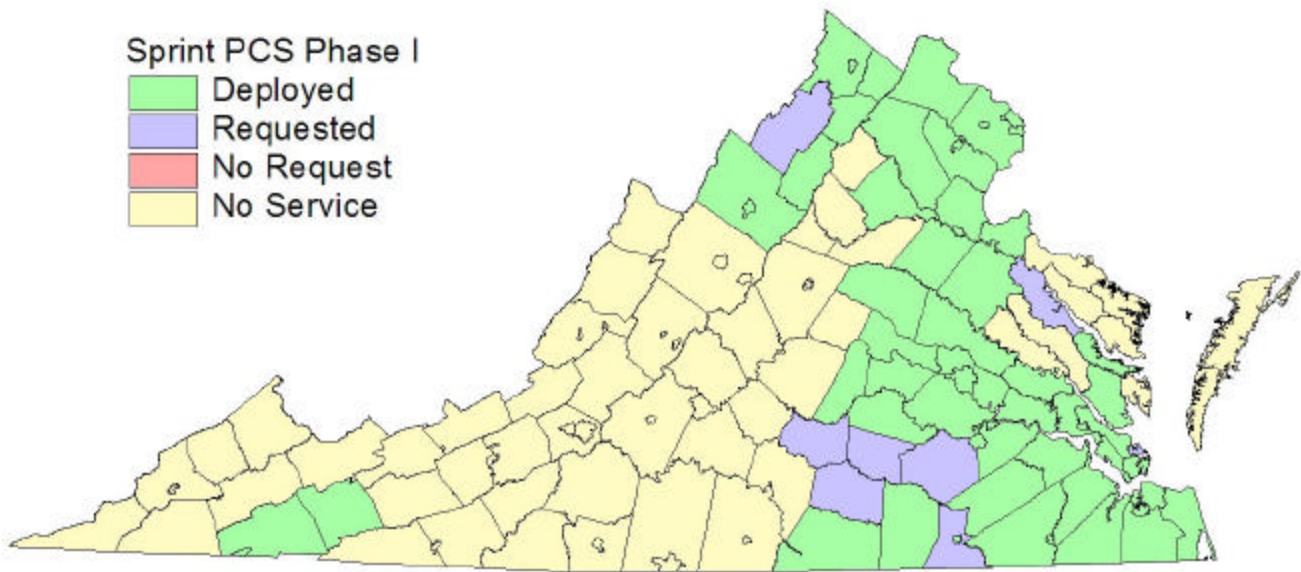 Sprint PCS Phase I
Deployed
Requested
No Request
No Service